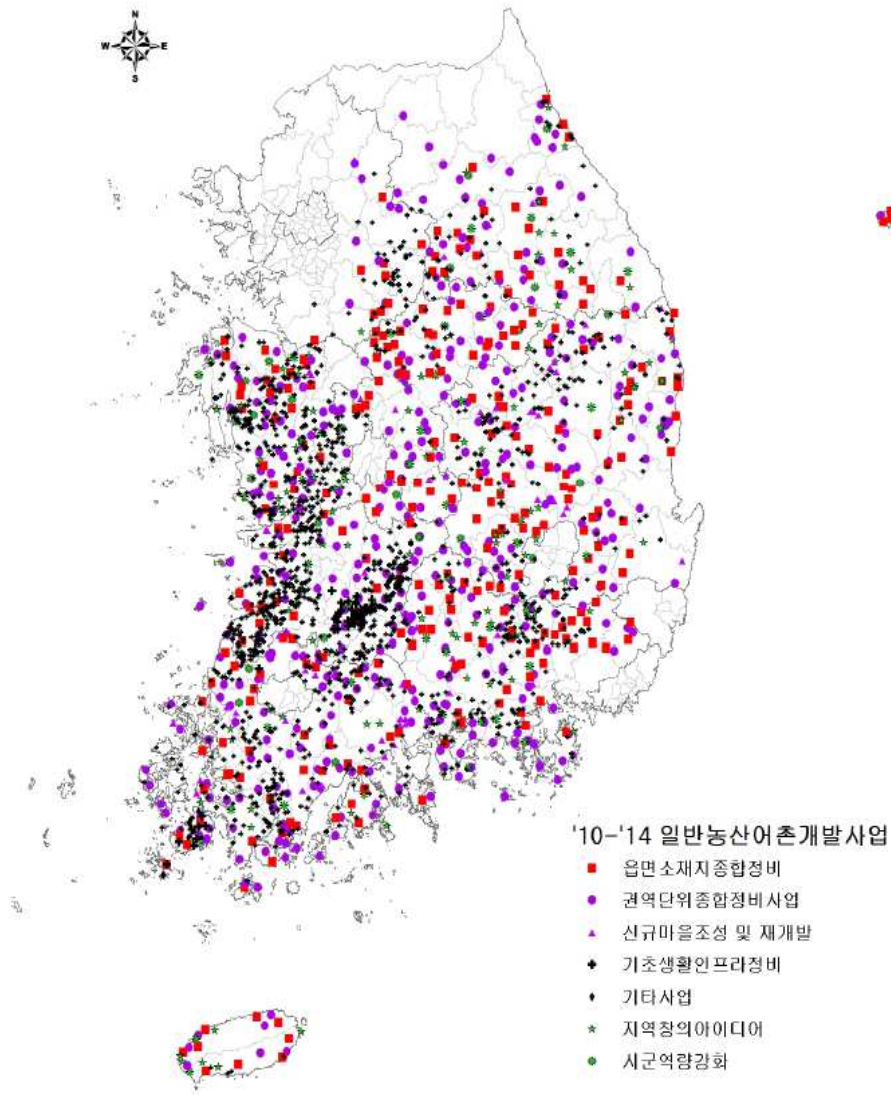 N
W E
S
'10-'14 일반농산어촌개발사업
읍면소재지종합정비
권역단위종합정비사업
신규마을조성 및 재개발
기초생활인프라정비
기타사업
지역창의아이디어
시군역량강화